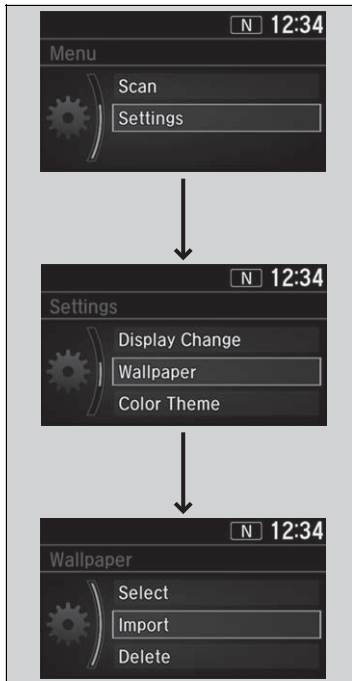 N 12:34
Menu
Scan
Settings
N 12:34
Settings
Display Change
Wallpaper
Color Theme
N 12:34
Wallpaper
Select
Import
Delete